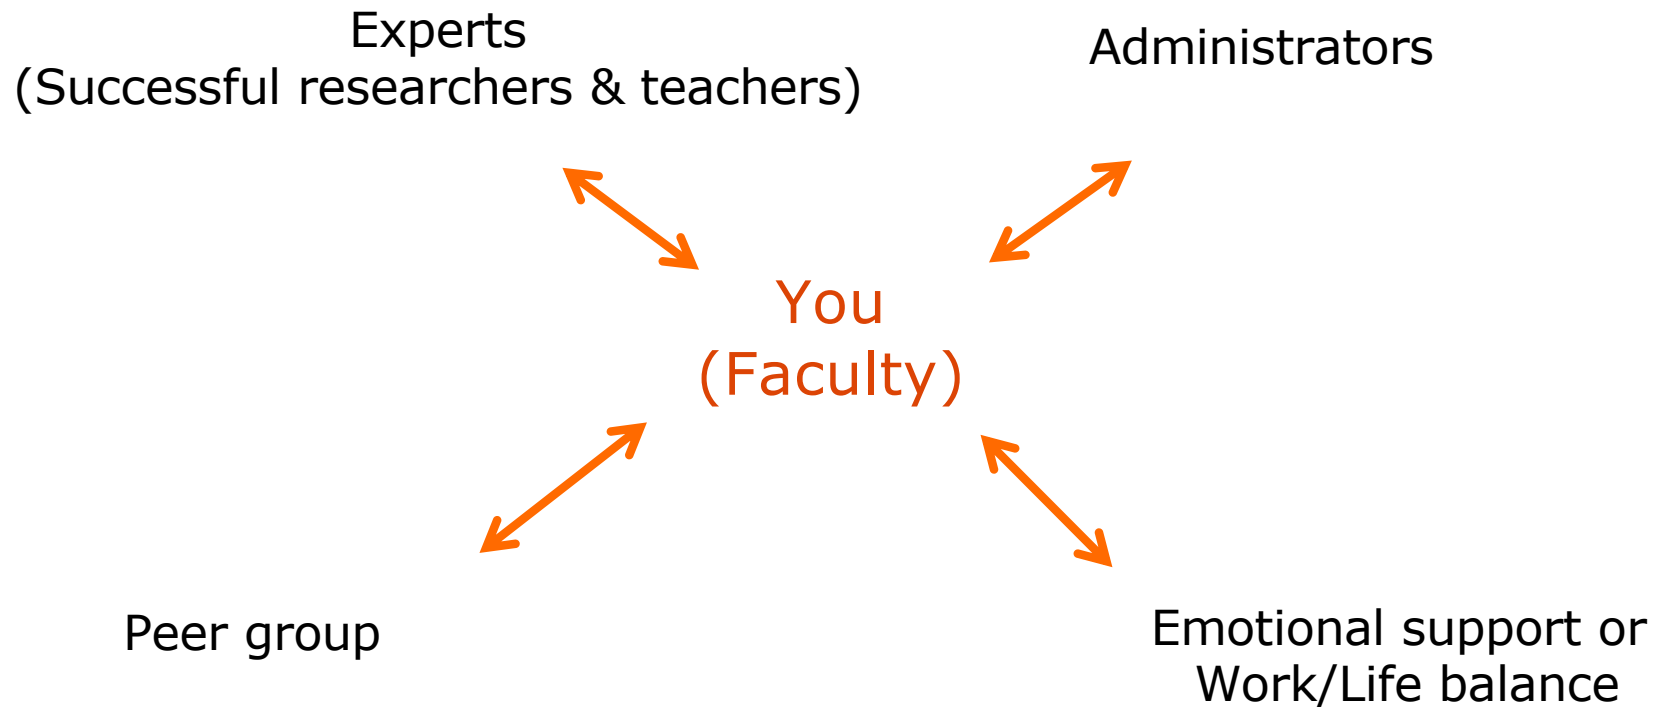 Experts
(Successful researchers & teachers)
Administrators
You
(Faculty)
Peer group
Emotional support or
Work/Life balance